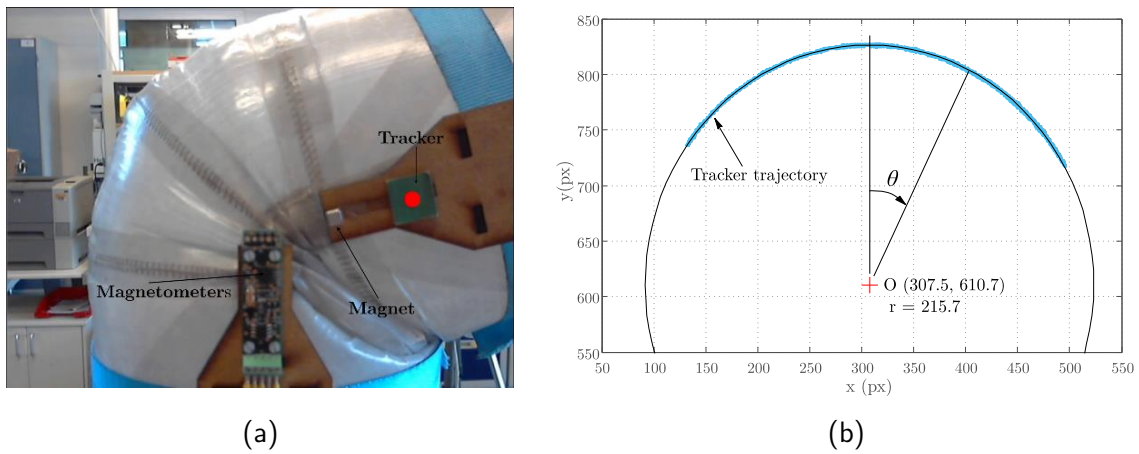 Tracker
Magnetometers
Magnet
(a)
850
800
750
700
650
600
550
y(px)
Tracker trajectory
θ
O (307.5, 610.7)
r = 215.7
50 100 150 200 250 300 350 400 450 500 550
x (px)
(b)